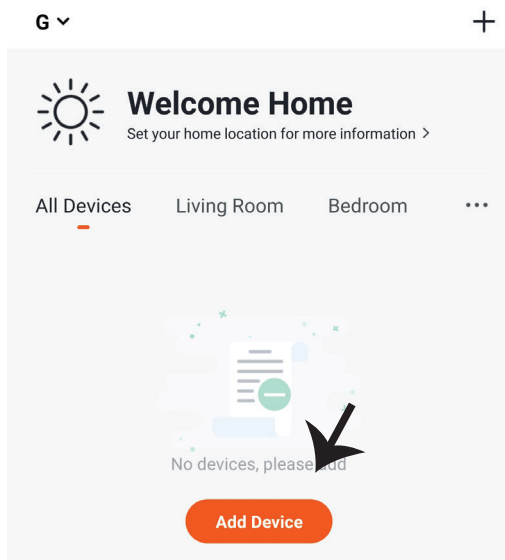 G
Welcome Home
Set your home location for more information >
All Devices Living Room Bedroom ...
No devices, please add
Add Device